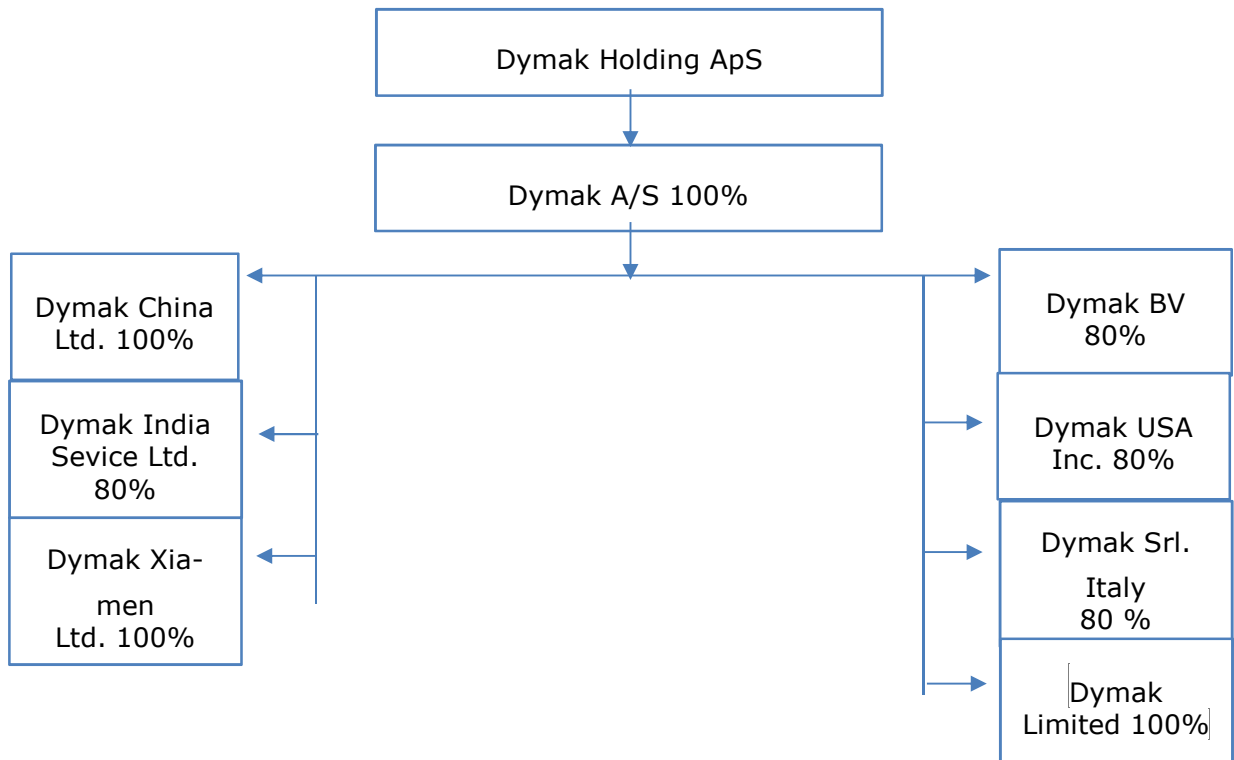 Dymak Holding ApS
Dymak A/S 100%
Dymak China
Ltd. 100%
Dymak India
Sevice Ltd.
80%
Dymak Xia-
men
Ltd. 100%
Dymak BV
80%
Dymak USA
Inc. 80%
Dymak Srl.
Italy
80 %
Dymak
Limited 100%